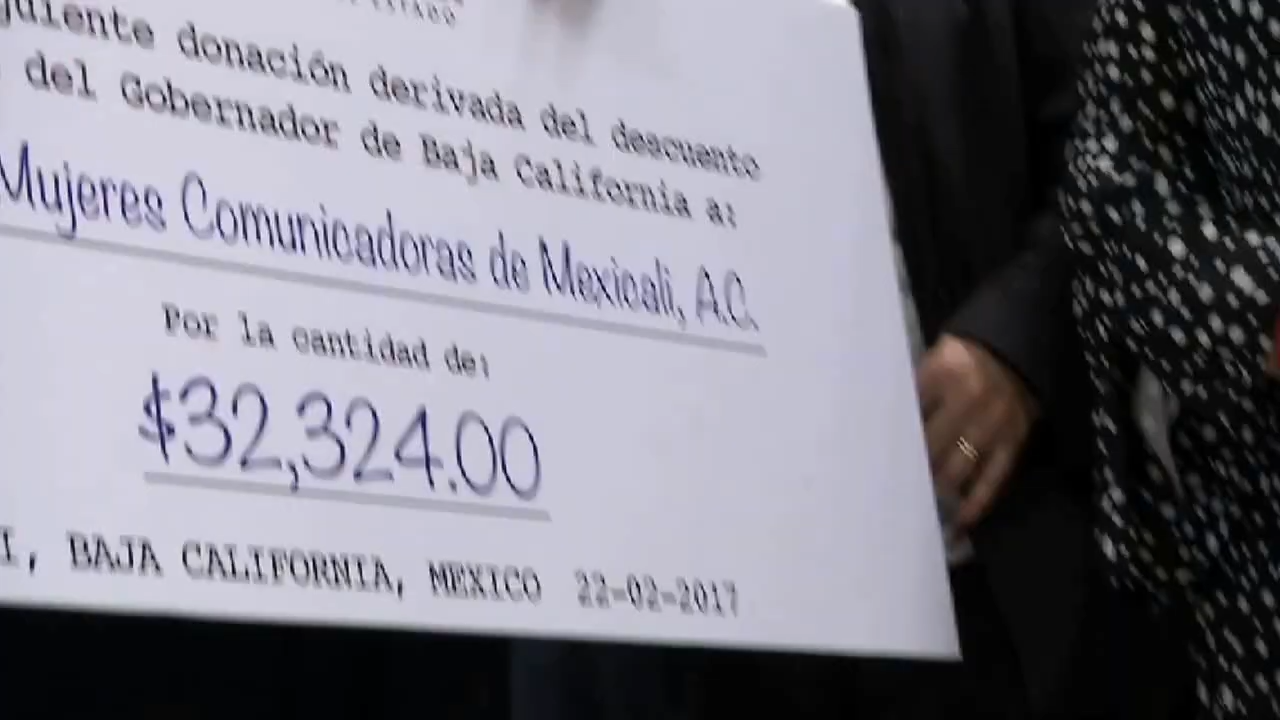 donación derivada del descuento
del Gobernador de Baja California a:
Mujeres Comunicadoras de Mexicali, A.C.
Por la cantidad de:
$32,324.00
BAJA CALIFORNIA, MEXICO 22-02-2017